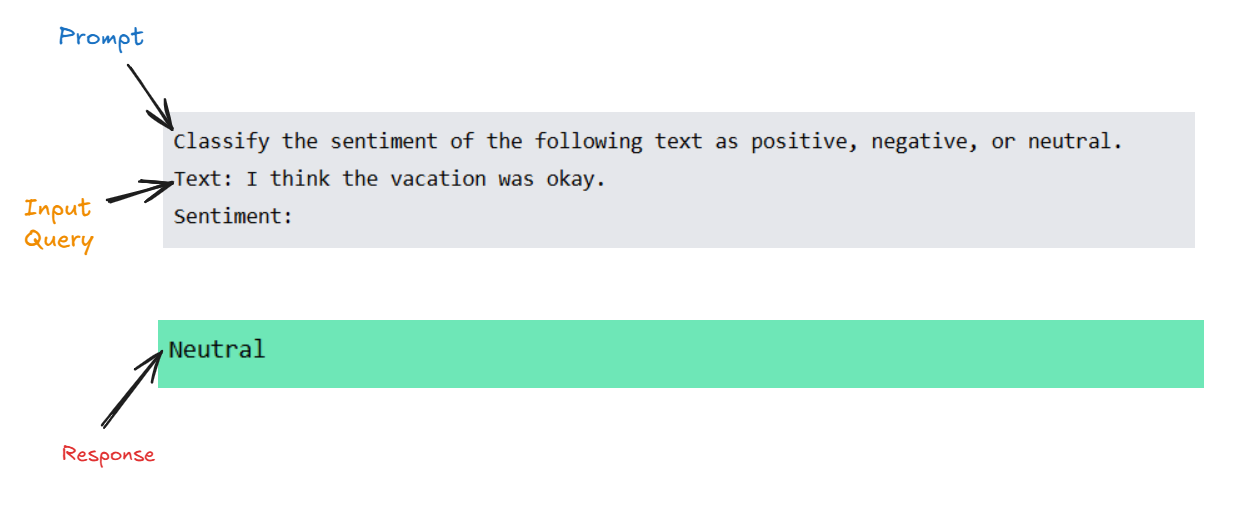 Prompt
Classify the sentiment of the following text as positive, negative, or neutral.
Text: I think the vacation was okay.
Input
Query
Sentiment:
Neutral
Response